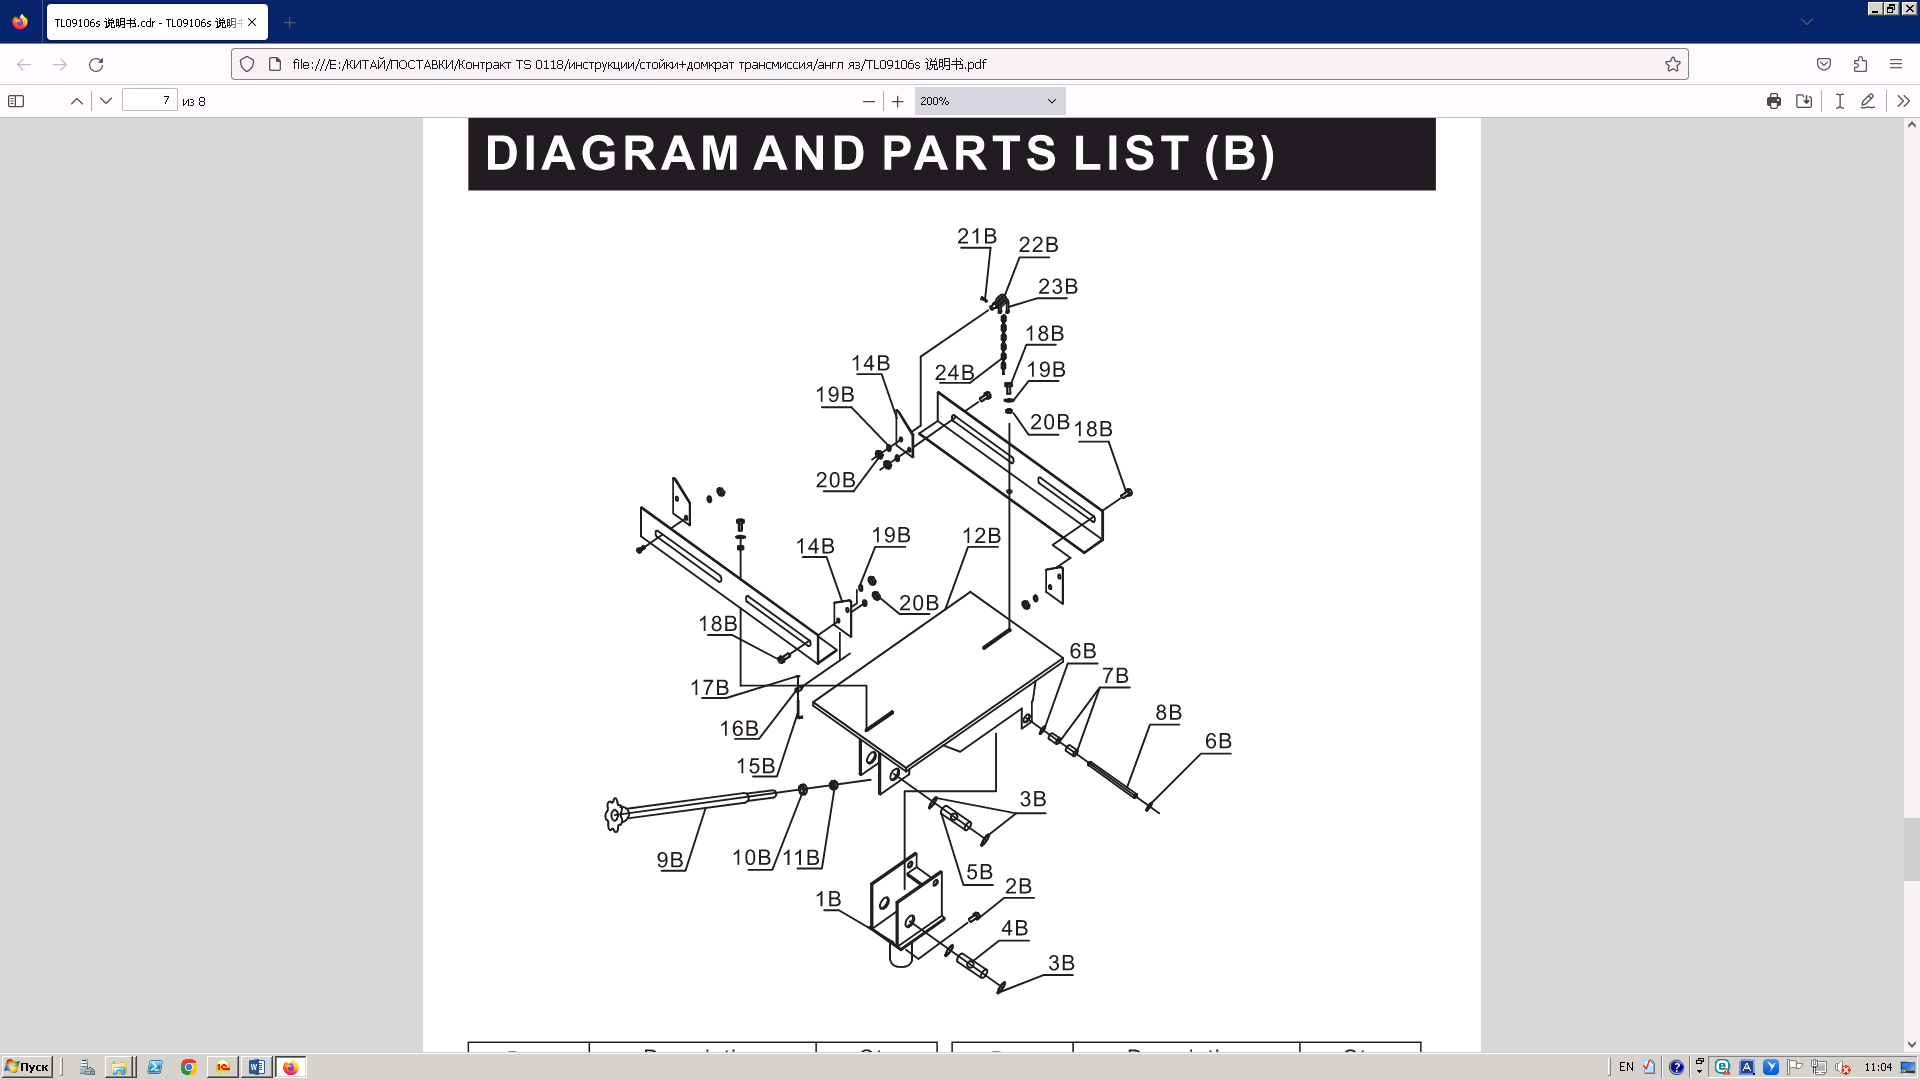 TL09106s 说明书.cdr - TL09106s 说明
file:///E:/КИТАЙ/ПОСТАВКИ/Контракт TS 0118/инструкции/стойки+домкрат трансмиссия/англ яз/TL09106s 说明书.pdf
7 из 8
200%
DIAGRAM AND PARTS LIST (B)
21B
22B
23B
18B
14B
24B
19B
19B
20B
18B
20B
14B
19B
12B
20B
18B
6B
7B
17B
8B
16B
6B
15B
3B
9B
10B
11B
5B
2B
1B
4B
3B
Пуск
EN
11:04